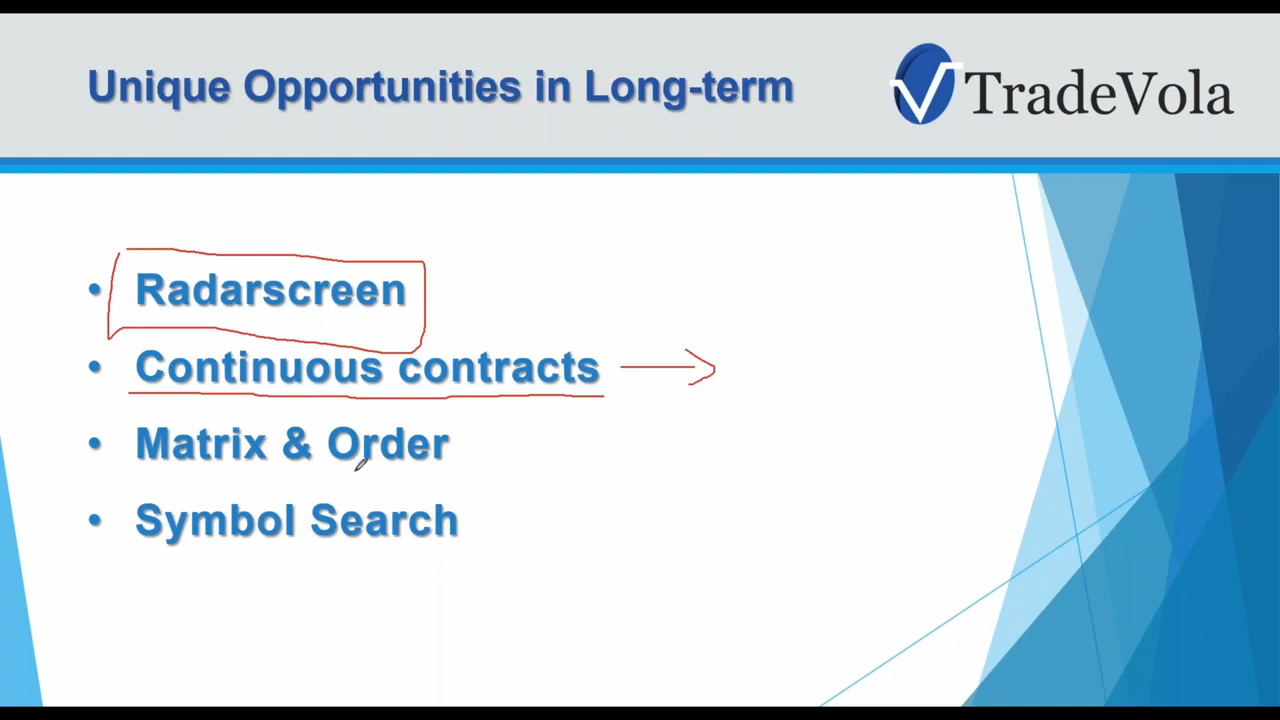 Unique Opportunities in Long-term
TradeVola
• Radarscreen
• Continuous contracts
• Matrix & Order
• Symbol Search